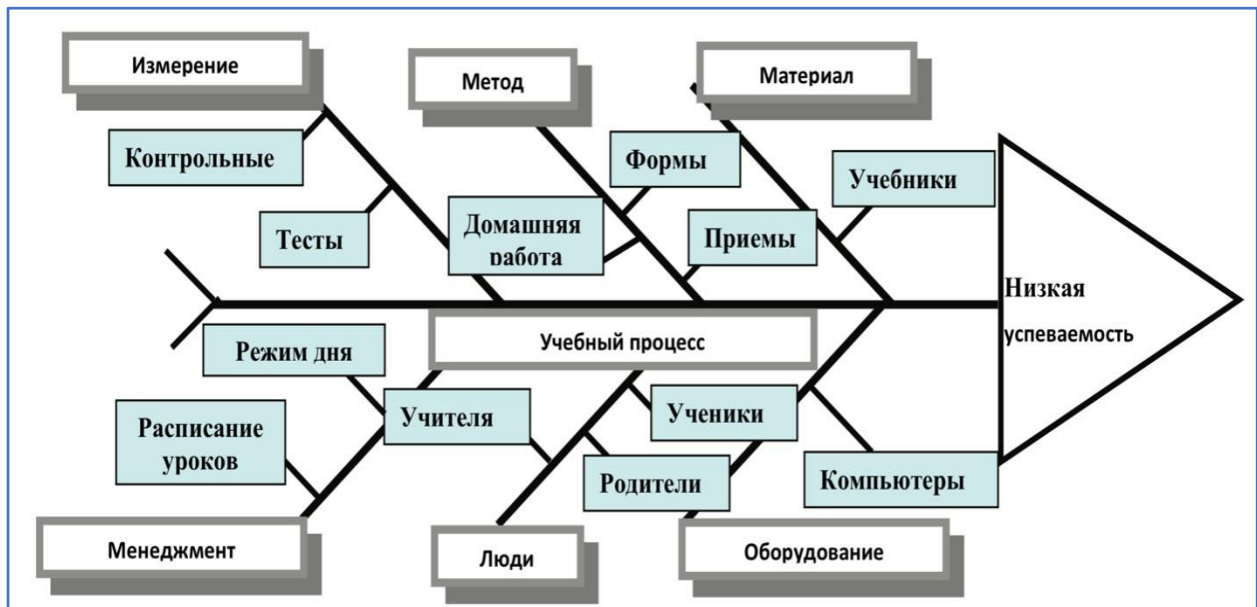 Измерение
Метод
Материал
Контрольные
Формы
Учебники
Тесты
Домашняя
работа
Приемы
Низкая
успеваемость
Учебный процесс
Режим дня
Учителя
Ученики
Расписание
уроков
Родители
Компьютеры
Менеджмент
Люди
Оборудование